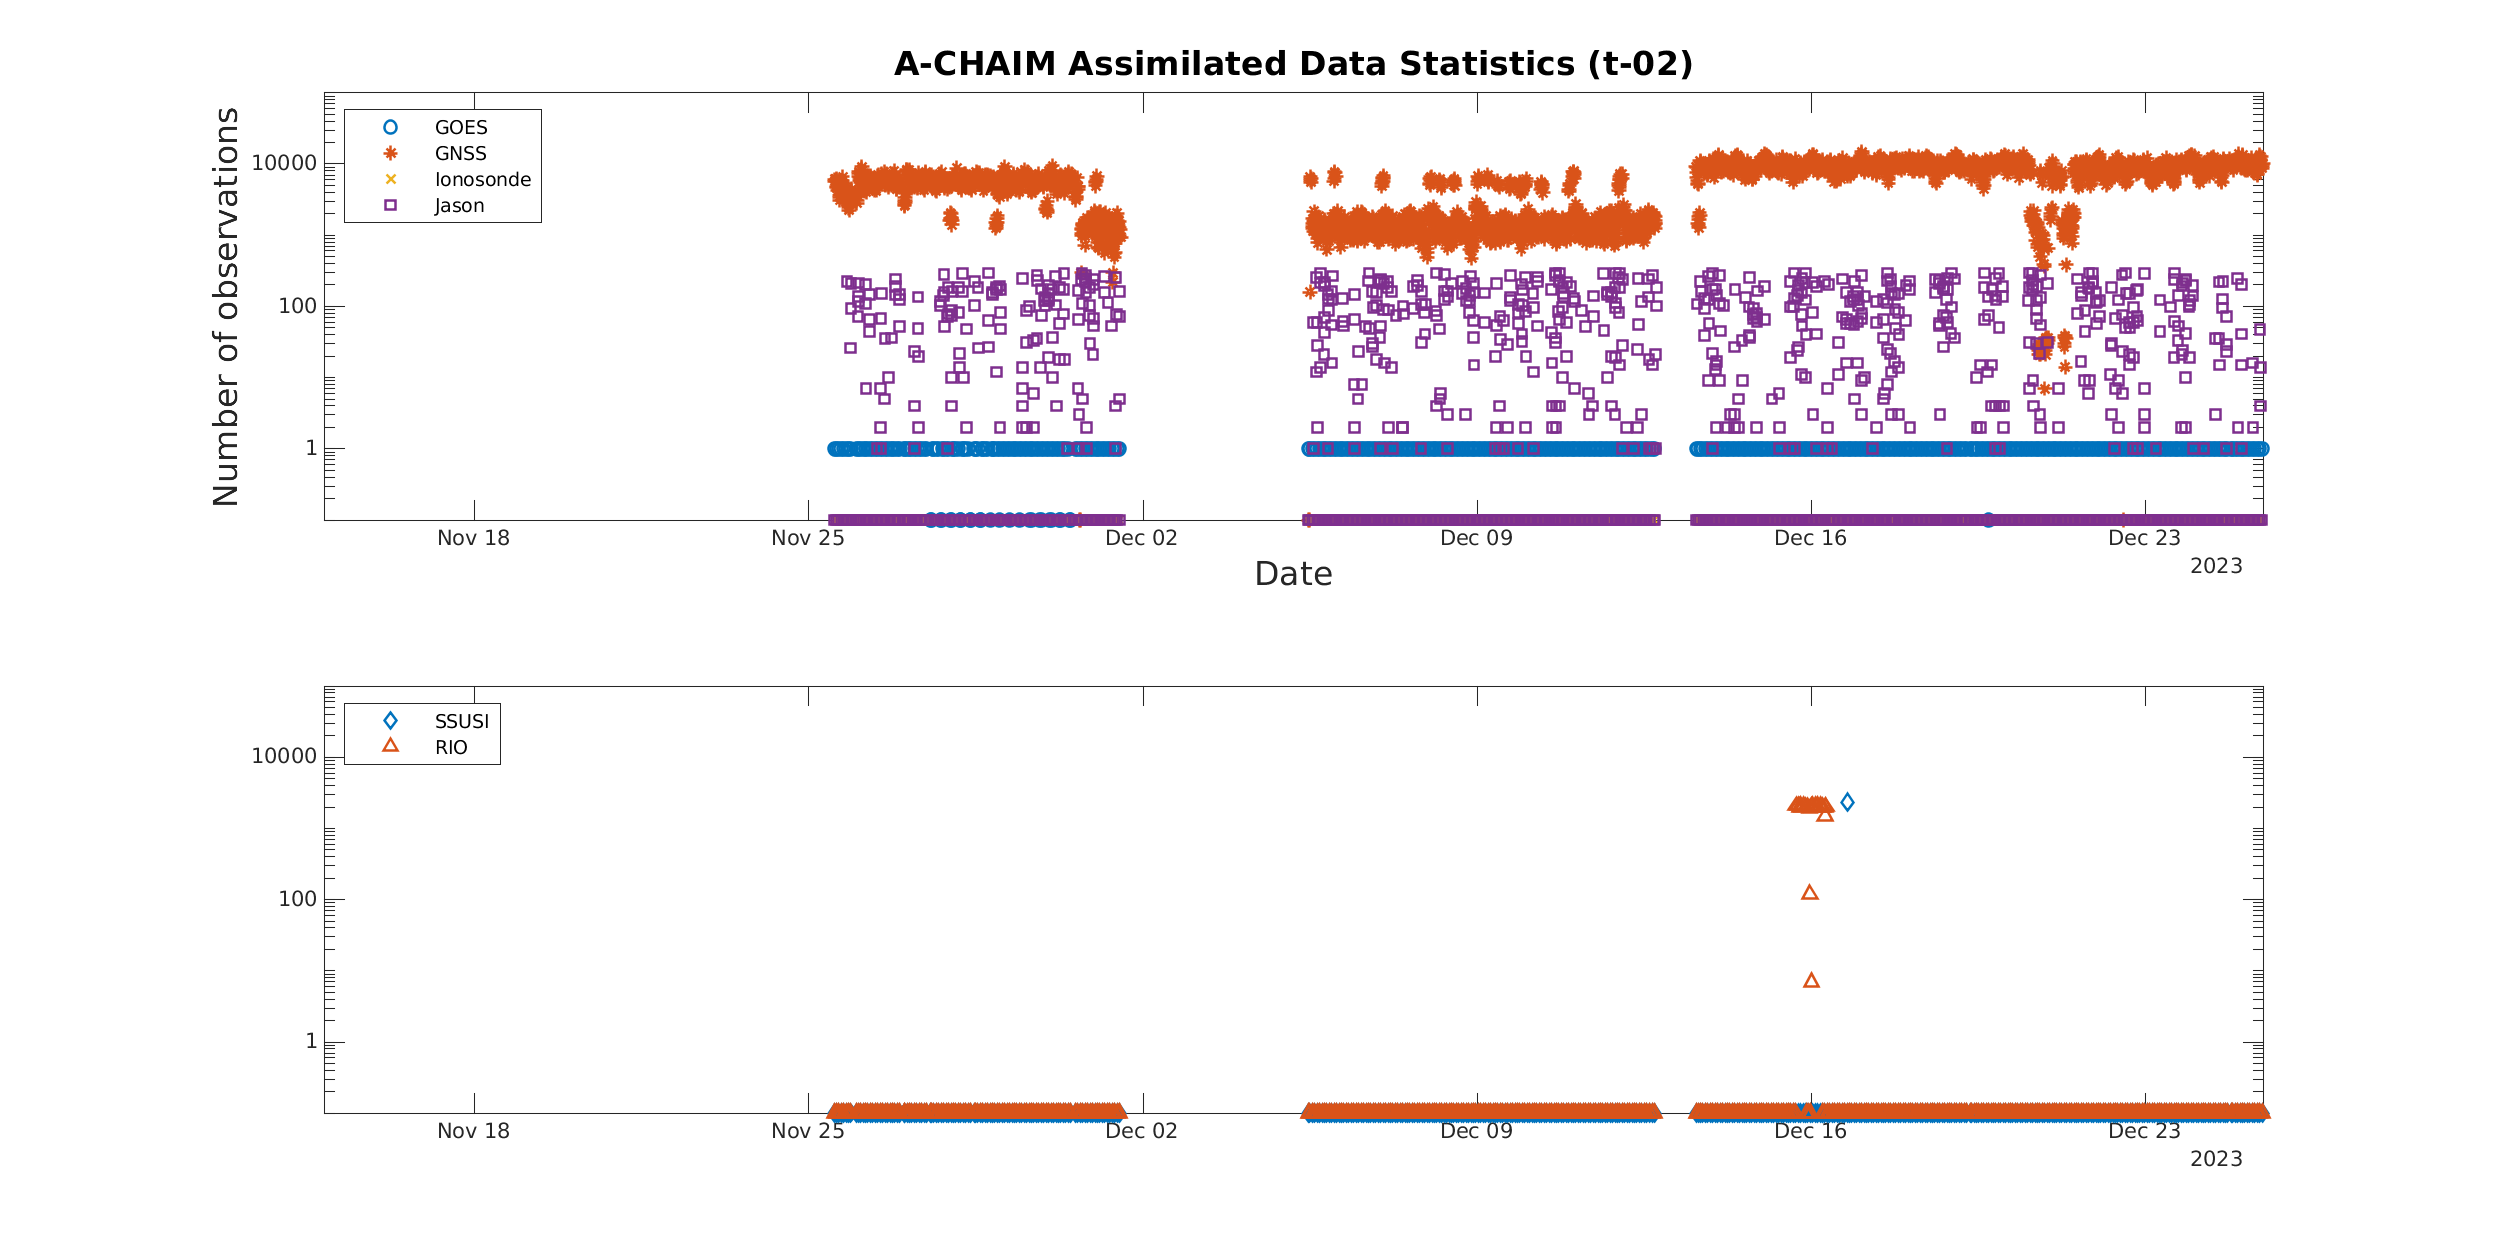 A-CHAIM Assimilated Data Statistics (t-02)
Number of observations
10000
100
1
GOES
GNSS
Ionosonde
Jason
Nov 18
Nov 25
Dec 02
Dec 09
Dec 16
Dec 23
2023
Date
10000
100
1
SSUSI
RIO
Nov 18
Nov 25
Dec 02
Dec 09
Dec 16
Dec 23
2023